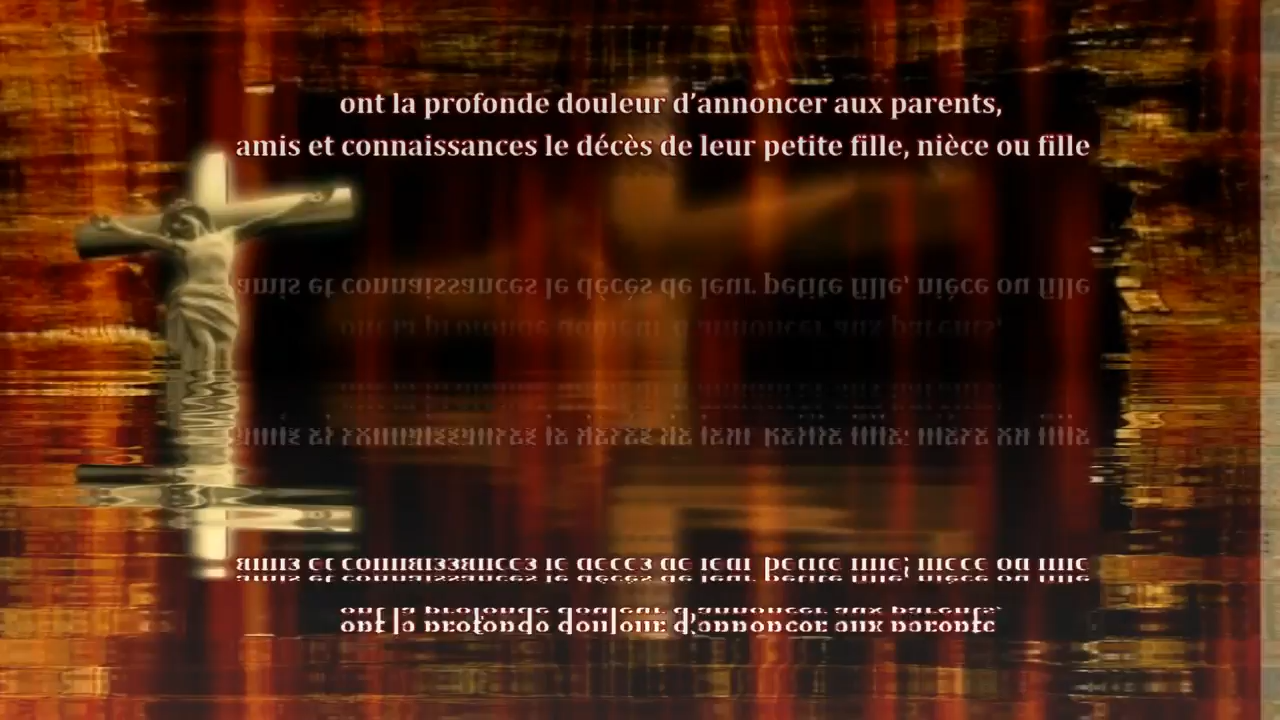 ont la profonde douleur d'annoncer aux parents,
amis et connaissances le décès de leur petite fille, nièce ou fille